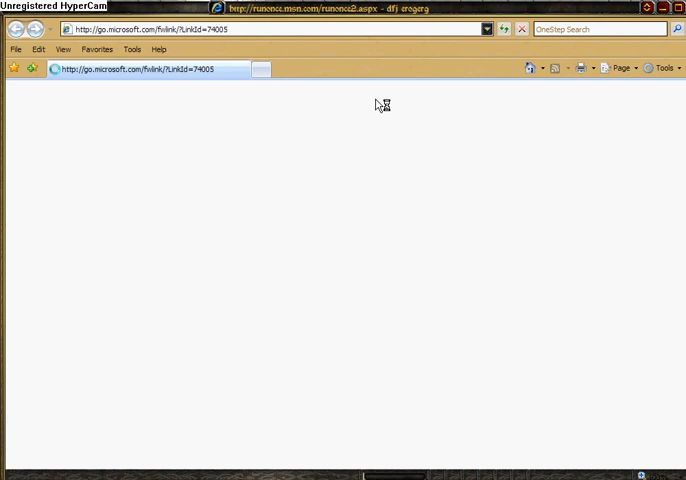 Unregistered HyperCam
http://runonce.msn.com/runonce2.aspx - dfj erogerg
http://go.microsoft.com/fwlink/?LinkId=74005
OneStep Search
File Edit View Favorites Tools Help
http://go.microsoft.com/fwlink/?LinkId=74005
Page Tools